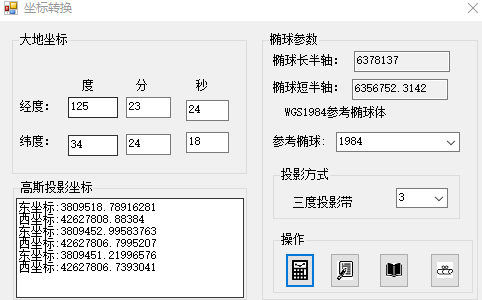 坐标转换
大地坐标
度 分 秒
经度: 125 23 24
纬度: 34 24 18
高斯投影坐标
东坐标:3809518.78916281
西坐标:42627808.88384
东坐标:3809452.99583763
西坐标:42627806.7995207
东坐标:3809451.21996576
西坐标:42627806.7393041
椭球参数
椭球长半轴: 6378137
椭球短半轴: 6356752.3142
WGS1984参考椭球体
参考椭球: 1984
投影方式
三度投影带 3
操作